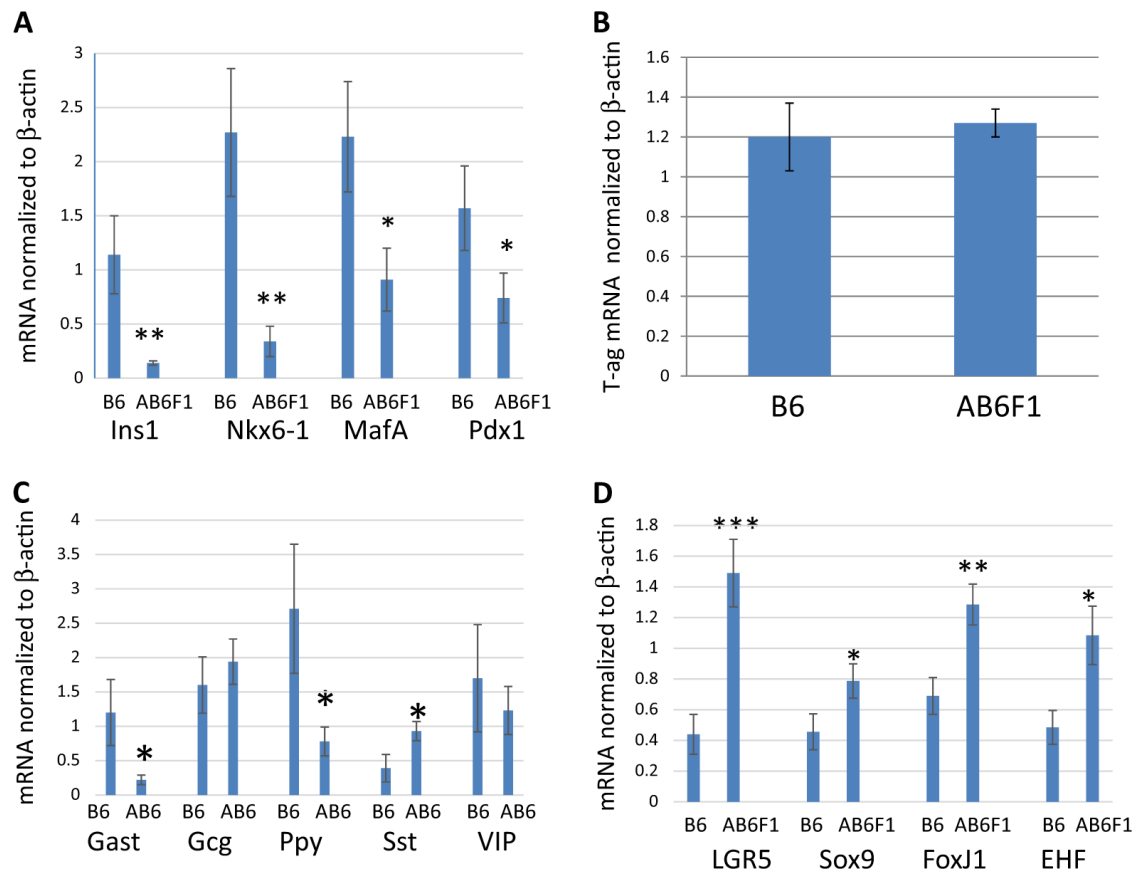 A
mRNA normalized to β-actin
3
2.5
2
1.5
1
0.5
0
** ** * *
B6 AB6F1 B6 AB6F1 B6 AB6F1 B6 AB6F1
Ins1 Nkx6-1 MafA Pdx1
B
T-ag mRNA normalized to β-actin
1.6
1.4
1.2
1
0.8
0.6
0.4
0.2
0
B6 AB6F1
C
mRNA normalized to β-actin
4
3.5
3
2.5
2
1.5
1
0.5
0
* * *
B6 AB6 B6 AB6 B6 AB6 B6 AB6 B6 AB6
Gast Gcg Ppy Sst VIP
D
mRNA normalized to β-actin
1.8
1.6
1.4
1.2
1
0.8
0.6
0.4
0.2
0
*** * ** *
B6 AB6F1 B6 AB6F1 B6 AB6F1 B6 AB6F1
LGR5 Sox9 FoxJ1 EHF